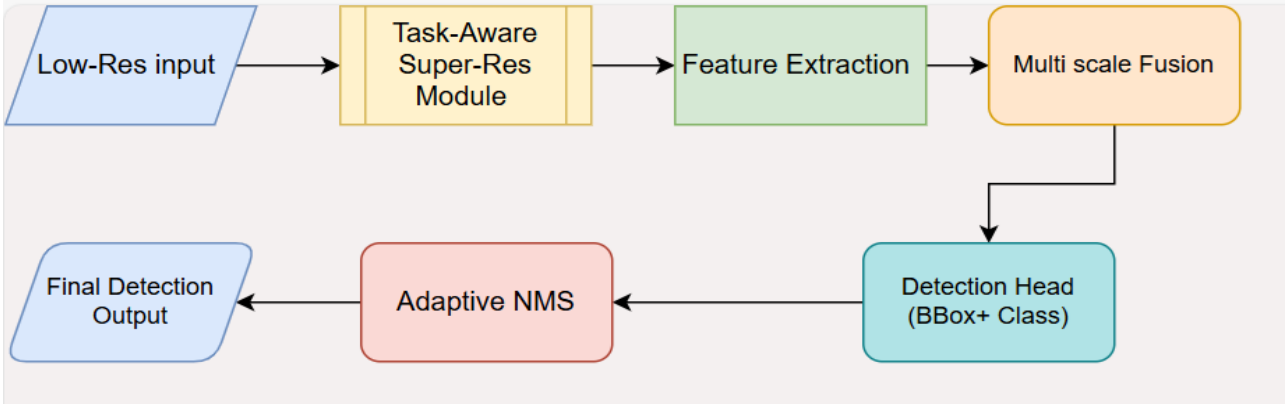 Low-Res input
Task-Aware
Super-Res
Module
Feature Extraction
Multi scale Fusion
Detection Head
(BBox+ Class)
Adaptive NMS
Final Detection
Output